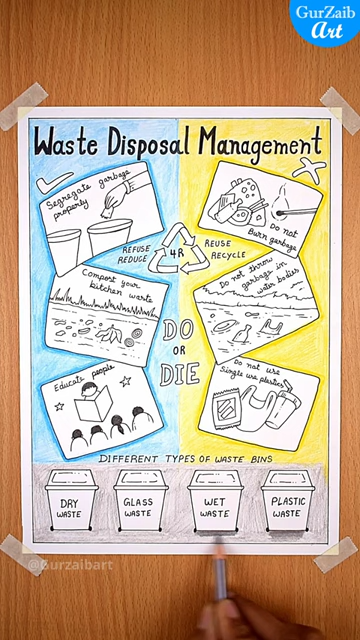 GurZaib
Art
Waste Disposal Management
Segregate garbage
properly
Do not
Burn garbage
REFUSE
REDUCE
4R
REUSE
RECYCLE
Compost your
kitchen waste
Do not throw
garbage in
water bodies
DO
OR
DIE
Educate people
Do not use
Single use plastics
DIFFERENT TYPES OF WASTE BINS
DRY
WASTE
GLASS
WASTE
WET
WASTE
PLASTIC
WASTE
@Gurzaibart